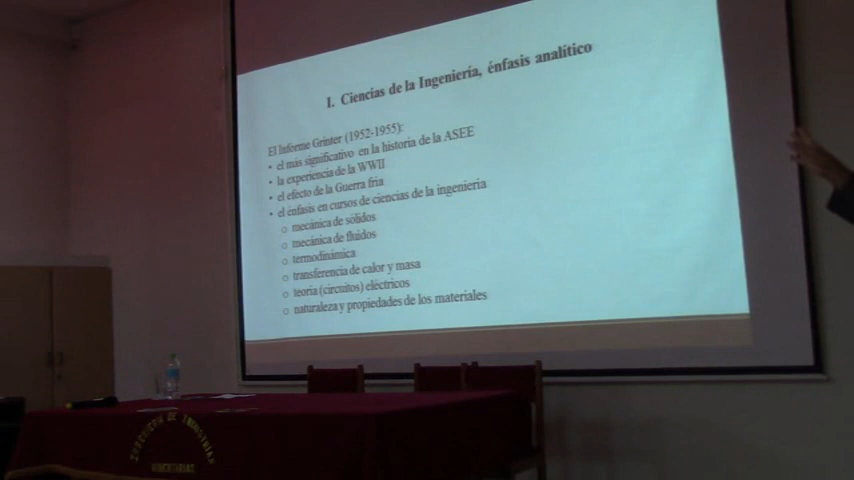 I. Ciencias de la Ingeniería, énfasis analítico
El Informe Grinter (1952-1955):
• el más significativo en la historia de la ASEE
• la experiencia de la WWII
• el efecto de la Guerra fría
• el énfasis en cursos de ciencias de la ingeniería
o mecánica de sólidos
o mecánica de fluidos
o termodinámica
o transferencia de calor y masa
o teoría (circuitos) eléctricos
o naturaleza y propiedades de los materiales
DE INDUSTRIAS